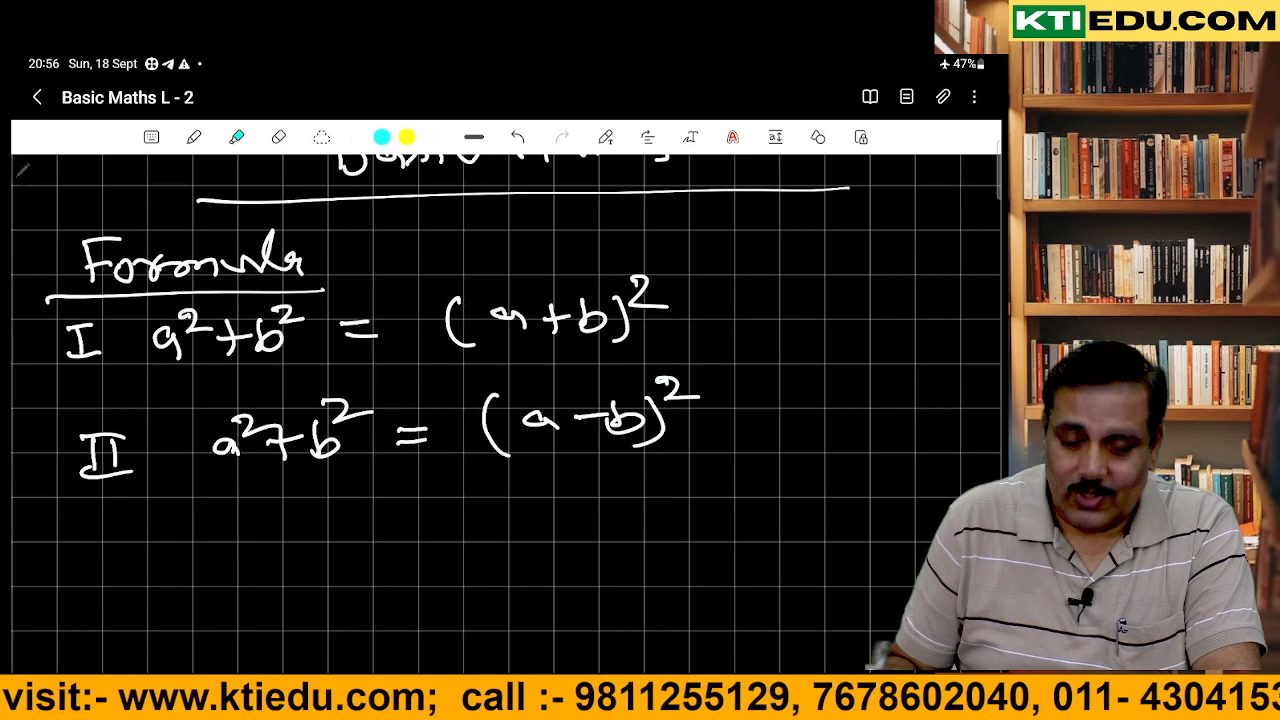 KTIEDU.COM
20:56 Sun, 18 Sept 47%
Basic Maths L - 2
Formula
I a²+b² = (a+b)²
II a²+b² = (a-b)²
visit:- www.ktiedu.com; call :- 9811255129, 7678602040, 011- 4304153